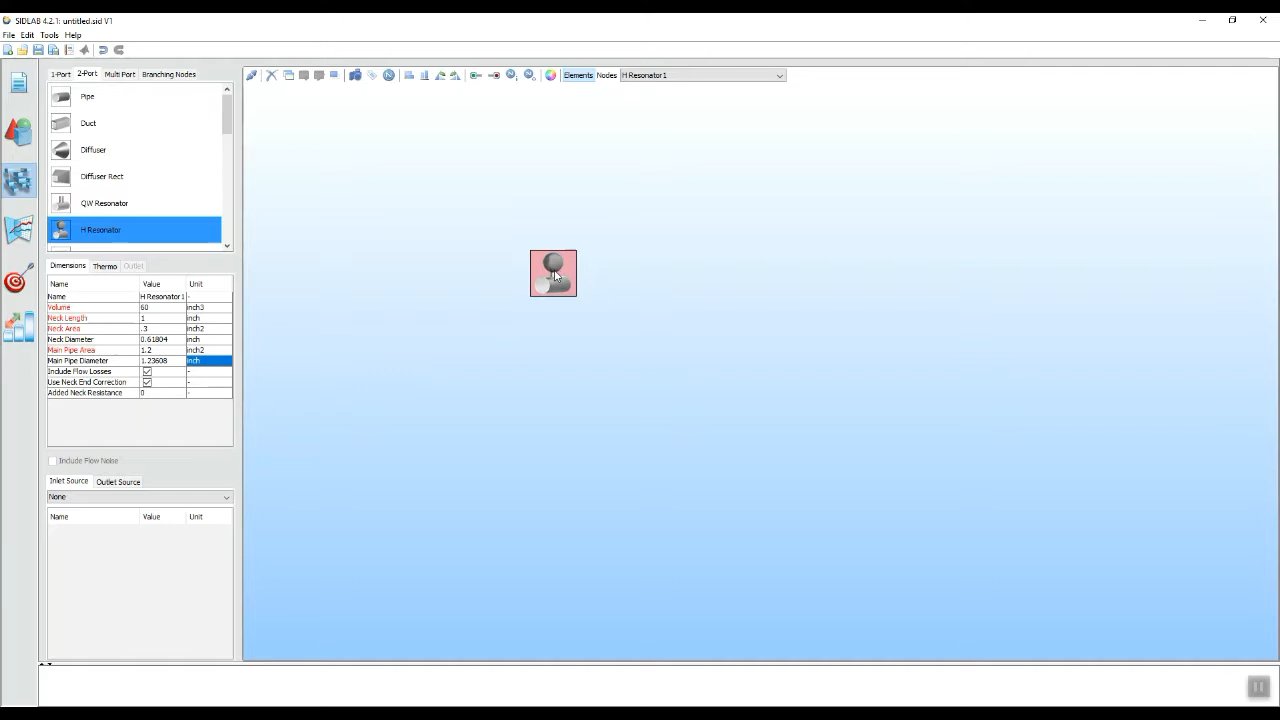 SIDLAB 4.2.1: untitled.sid V1
File Edit Tools Help
1-Port 2-Port Multi Port Branching Nodes
Elements Nodes H Resonator1
Pipe
Duct
Diffuser
Diffuser Rect
QW Resonator
H Resonator
Dimensions Thermo Outlet
Name Value Unit
Name H Resonator1 -
Volume 60 inch3
Neck Length 1 inch
Neck Area .3 inch2
Neck Diameter 0.61804 inch
Main Pipe Area 1.2 inch2
Main Pipe Diameter 1.23608 inch
Include Flow Losses -
Use Neck End Correction -
Added Neck Resistance 0 -
Include Flow Noise
Inlet Source Outlet Source
None
Name Value Unit